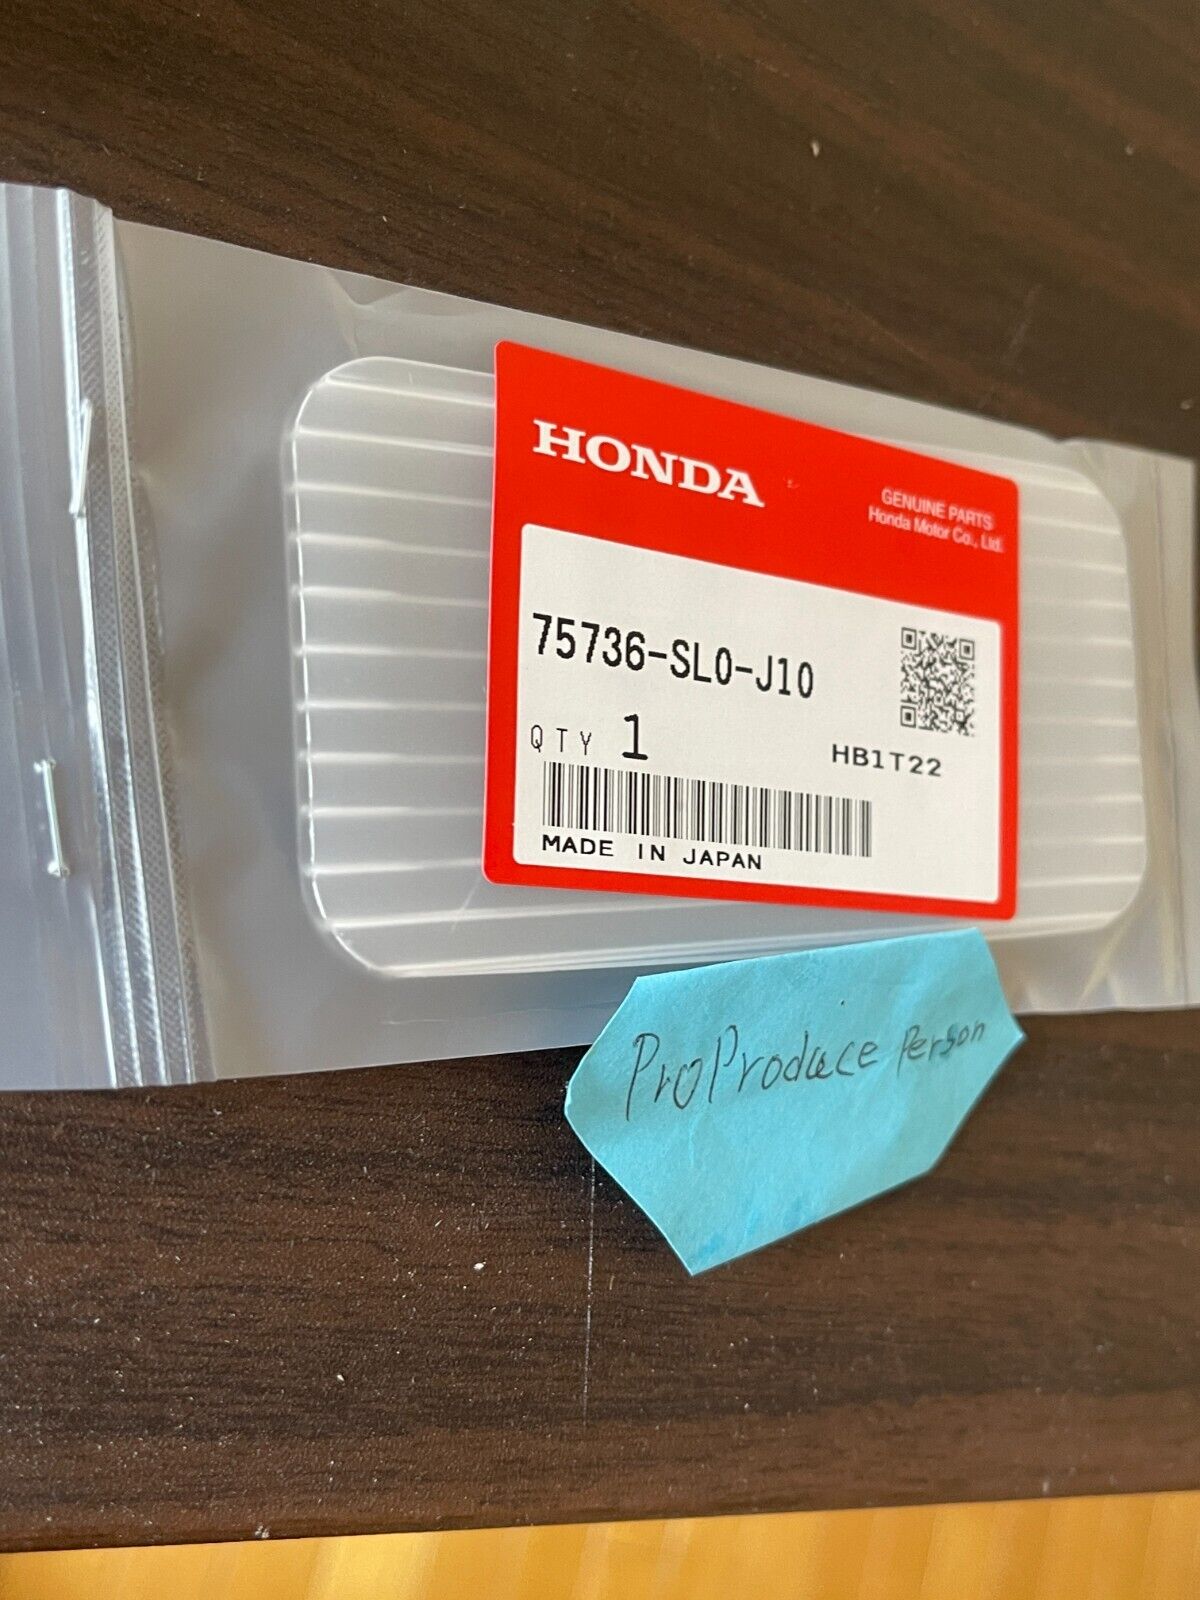 HONDA
GENUINE PARTS
Honda Motor Co., Ltd.
75736-SL0-J10
QTY 1
HB1T22
MADE IN JAPAN
ProProduce Person